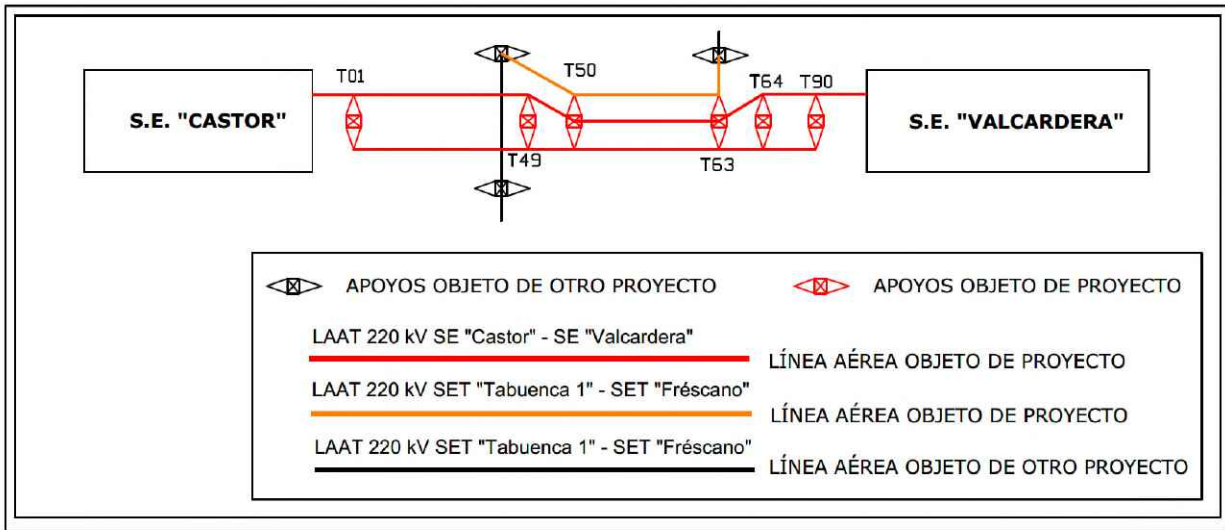 T01
T50
T64
T90
S.E. "CASTOR"
S.E. "VALCARDERA"
T49
T63
APOYOS OBJETO DE OTRO PROYECTO
APOYOS OBJETO DE PROYECTO
LAAT 220 kV SE "Castor" - SE "Valcardera"
LÍNEA AÉREA OBJETO DE PROYECTO
LAAT 220 kV SET "Tabuenca 1" - SET "Fréscano"
LÍNEA AÉREA OBJETO DE PROYECTO
LAAT 220 kV SET "Tabuenca 1" - SET "Fréscano"
LÍNEA AÉREA OBJETO DE OTRO PROYECTO